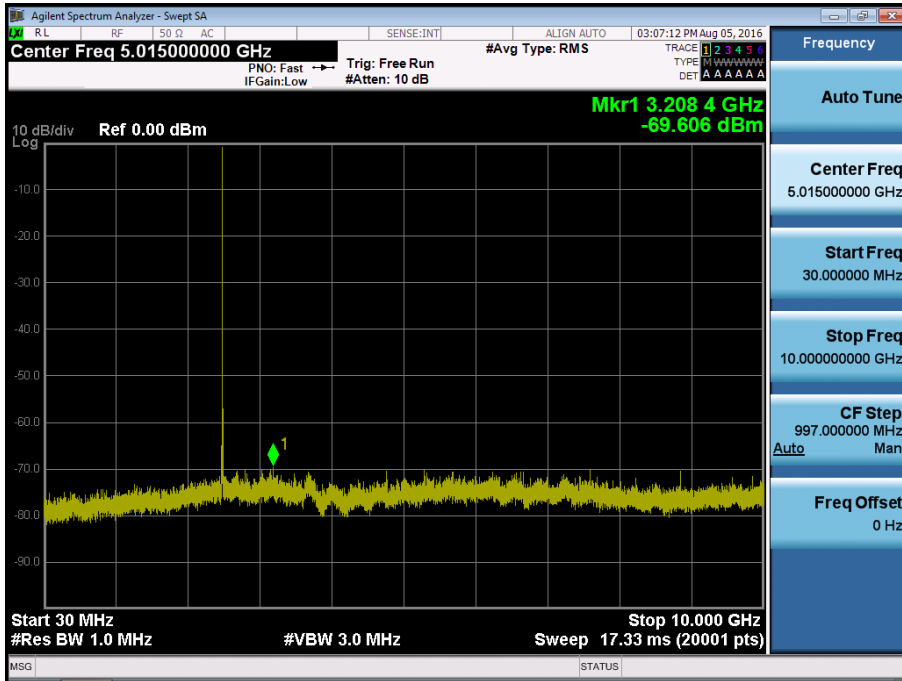 Agilent Spectrum Analyzer - Swept SA
LXI RL RF 50 Ω AC SENSE:INT ALIGN AUTO 03:07:12 PM Aug 05, 2016
Center Freq 5.015000000 GHz
PNO: Fast
IFGain:Low
Trig: Free Run
#Atten: 10 dB
#Avg Type: RMS
TRACE 1 2 3 4 5 6
TYPE M WWWWW
DET A A A A A A
Mkr1 3.208 4 GHz
-69.606 dBm
10 dB/div Ref 0.00 dBm
Log
-10.0
-20.0
-30.0
-40.0
-50.0
-60.0
-70.0
-80.0
-90.0
1
Start 30 MHz Stop 10.000 GHz
#Res BW 1.0 MHz #VBW 3.0 MHz Sweep 17.33 ms (20001 pts)
MSG STATUS
Frequency
Auto Tune
Center Freq
5.015000000 GHz
Start Freq
30.000000 MHz
Stop Freq
10.000000000 GHz
CF Step
997.000000 MHz
Auto Man
Freq Offset
0 Hz